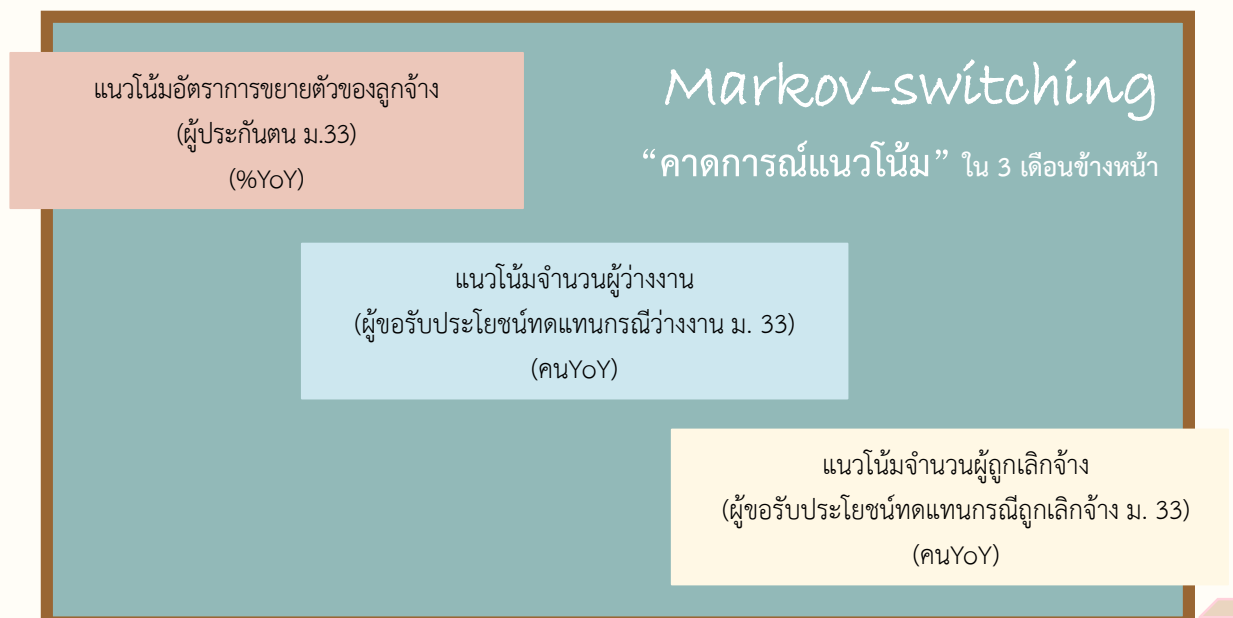 Markov-switching
“คาดการณ์แนวโน้ม” ใน 3 เดือนข้างหน้า
แนวโน้มอัตราการขยายตัวของลูกจ้าง
(ผู้ประกันตน ม.33)
(%YoY)
แนวโน้มจำนวนผู้ว่างงาน
(ผู้ขอรับประโยชน์ทดแทนกรณีว่างงาน ม. 33)
(คนYoY)
แนวโน้มจำนวนผู้ถูกเลิกจ้าง
(ผู้ขอรับประโยชน์ทดแทนกรณีถูกเลิกจ้าง ม. 33)
(คนYoY)